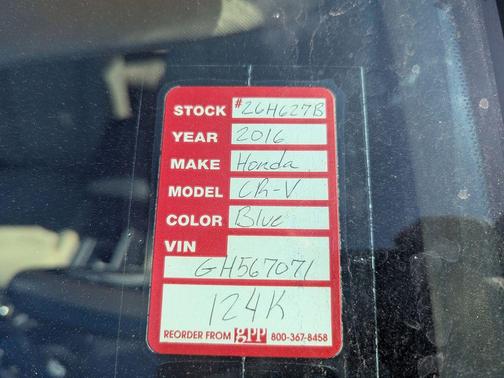 STOCK #26H627B
YEAR 2016
MAKE Honda
MODEL CR-V
COLOR Blue
VIN
GH567071
124K
REORDER FROM gpp 800-367-8458